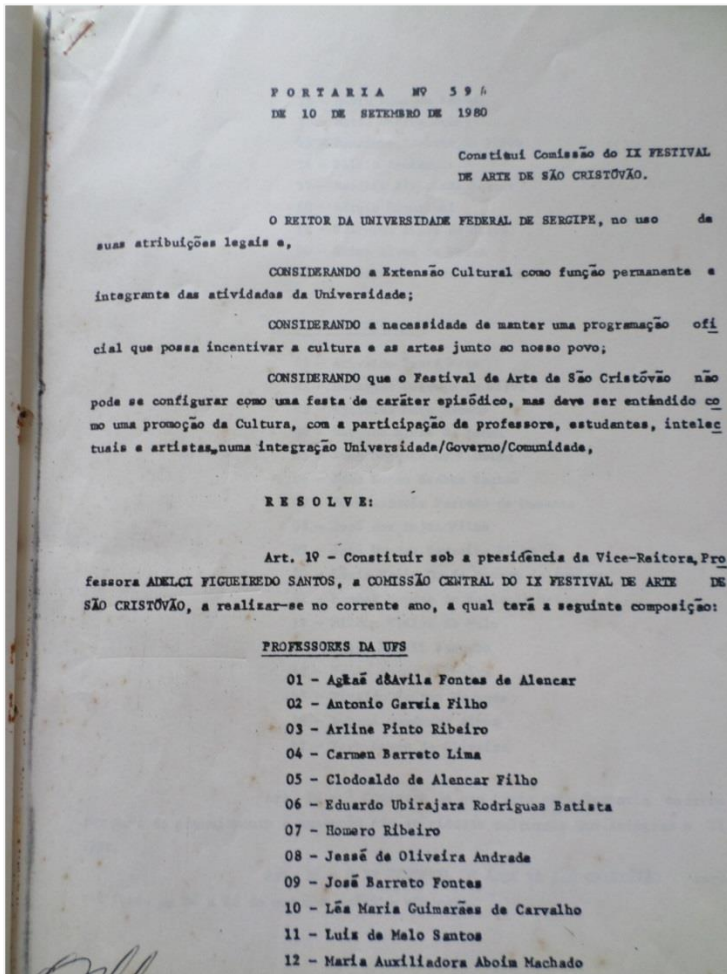 PORTARIA Nº 594
DE 10 DE SETEMBRO DE 1980
Constitui Comissão do IX FESTIVAL
DE ARTE DE SÃO CRISTÓVÃO.
O REITOR DA UNIVERSIDADE FEDERAL DE SERGIPE, no uso de
suas atribuições legais e,
CONSIDERANDO a Extensão Cultural como função permanente e
integrante das atividades da Universidade;
CONSIDERANDO a necessidade de manter uma programação ofi
cial que possa incentivar a cultura e as artes junto ao nosso povo;
CONSIDERANDO que o Festival de Arte de São Cristóvão não
pode se configurar como uma festa de caráter episódico, mas deve ser entendido co
mo uma promoção da Cultura, com a participação de professores, estudantes, intelec
tuais e artistas, numa integração Universidade/Governo/Comunidade,
RESOLVE:
Art. 1º - Constituir sob a presidência da Vice-Reitora, Pro
fessora ADELCI FIGUEIREDO SANTOS, a COMISSÃO CENTRAL DO IX FESTIVAL DE ARTE DE
SÃO CRISTÓVÃO, a realizar-se no corrente ano, a qual terá a seguinte composição:
PROFESSORES DA UFS
01 - Aglaé dÁvila Fontes de Alencar
02 - Antonio Garcia Filho
03 - Arline Pinto Ribeiro
04 - Carmen Barreto Lima
05 - Clodoaldo de Alencar Filho
06 - Eduardo Ubirajara Rodrigues Batista
07 - Homero Ribeiro
08 - Jessé de Oliveira Andrade
09 - José Barreto Fontes
10 - Léa Maria Guimarães de Carvalho
11 - Luis de Melo Santos
12 - Maria Auxiliadora Aboim Machado